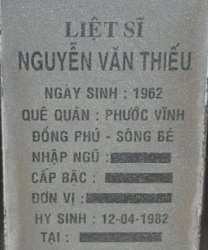 LIỆT SĨ
NGUYỄN VĂN THIẾU
NGÀY SINH : 1962
QUÊ QUÁN : PHƯỚC VĨNH
ĐỒNG PHÚ - SÔNG BÉ
NHẬP NGŨ :
CẤP BẬC :
ĐƠN VỊ :
HY SINH : 12-04-1982
TẠI :